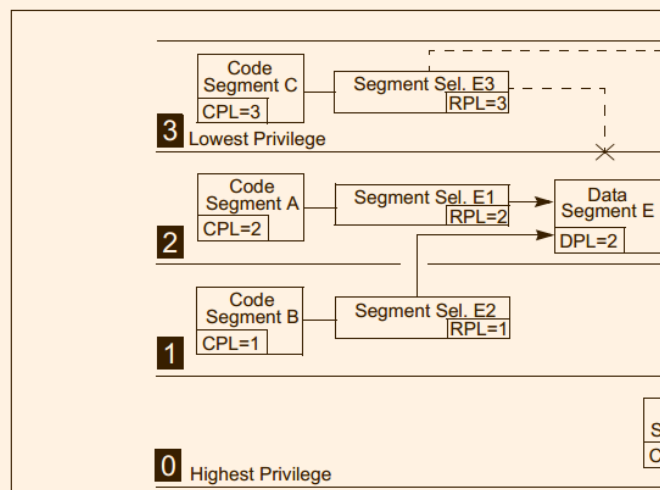 Code
Segment C
CPL=3
Segment Sel. E3
RPL=3
3
Lowest Privilege
Code
Segment A
CPL=2
Segment Sel. E1
RPL=2
Data
Segment E
DPL=2
2
Code
Segment B
CPL=1
Segment Sel. E2
RPL=1
1
0
Highest Privilege